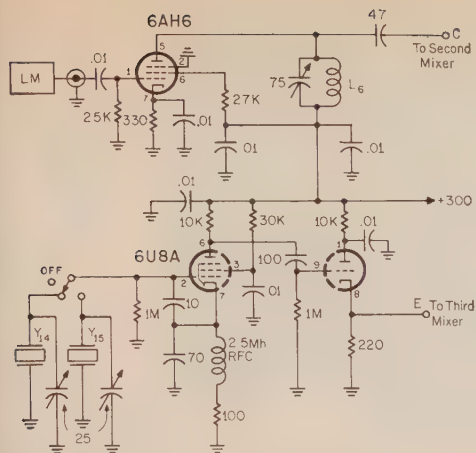 6AH6
47
C
To Second
Mixer
5
2
.01
1
6
7
LM
75
L6
27K
25K
330
.01
.01
.01
.01
+300
10K
30K
10K
.01
6U8A
6
1
100
OFF
2
3
9
7
8
E To Third
Mixer
10
.01
1M
1M
Y14
Y15
70
2.5Mh
RFC
220
25
100